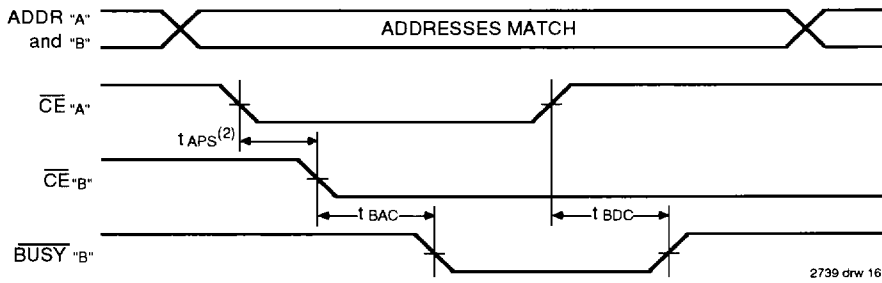 ADDR "A"
and "B"
ADDRESSES MATCH
CE "A"
tAPS(2)
CE "B"
tBAC
tBDC
BUSY "B"
2739 drw 16